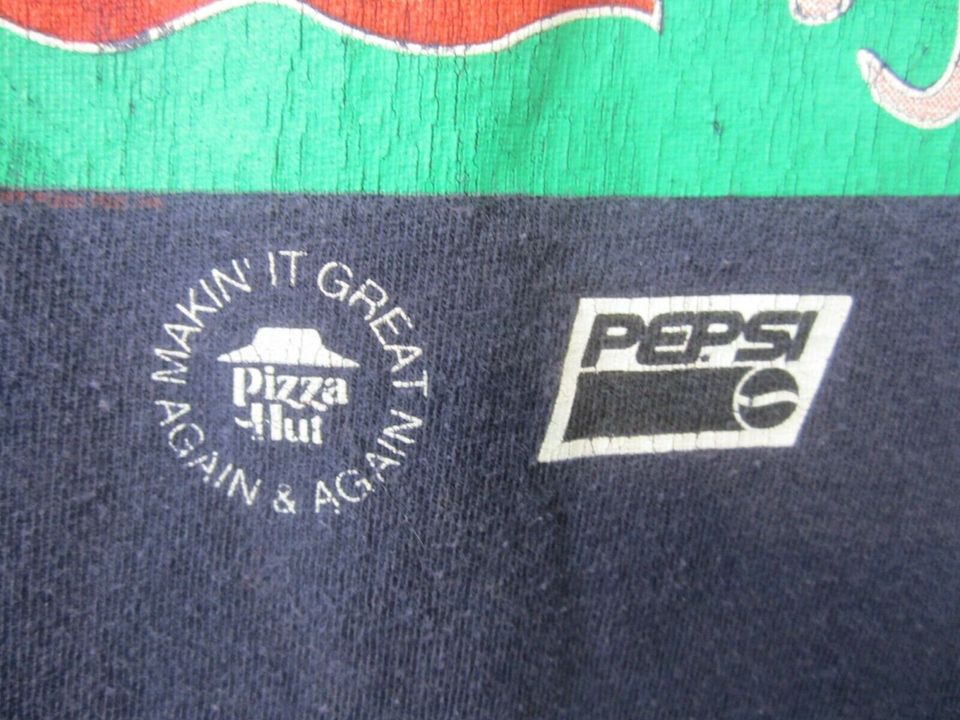 MAKIN' IT GREAT
AGAIN & AGAIN
Pizza
Hut
PEPSI